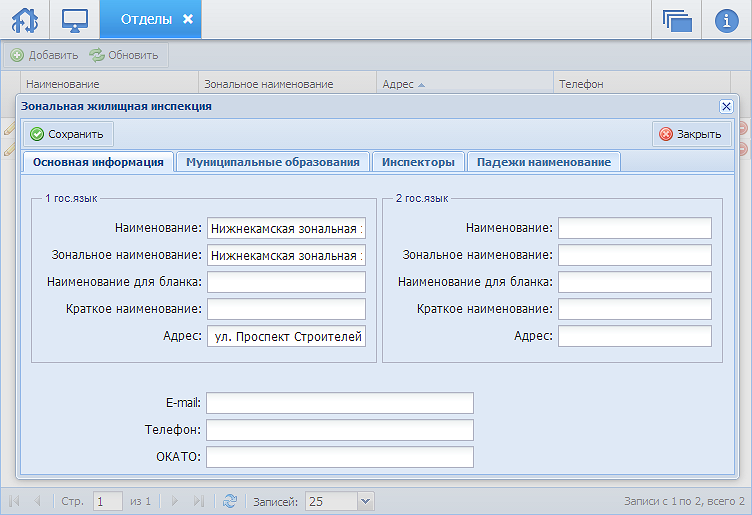 Отделы
Добавить Обновить
Наименование Зональное наименование Адрес Телефон
Зональная жилищная инспекция
Сохранить Закрыть
Основная информация Муниципальные образования Инспекторы Падежи наименование
1 гос.язык 2 гос.язык
Наименование: Нижнекамская зональная Наименование:
Зональное наименование: Нижнекамская зональная Зональное наименование:
Наименование для бланка: Наименование для бланка:
Краткое наименование: Краткое наименование:
Адрес: ул. Проспект Строителей Адрес:
E-mail:
Телефон:
ОКАТО:
Стр. 1 из 1 Записей: 25 Записи с 1 по 2, всего 2